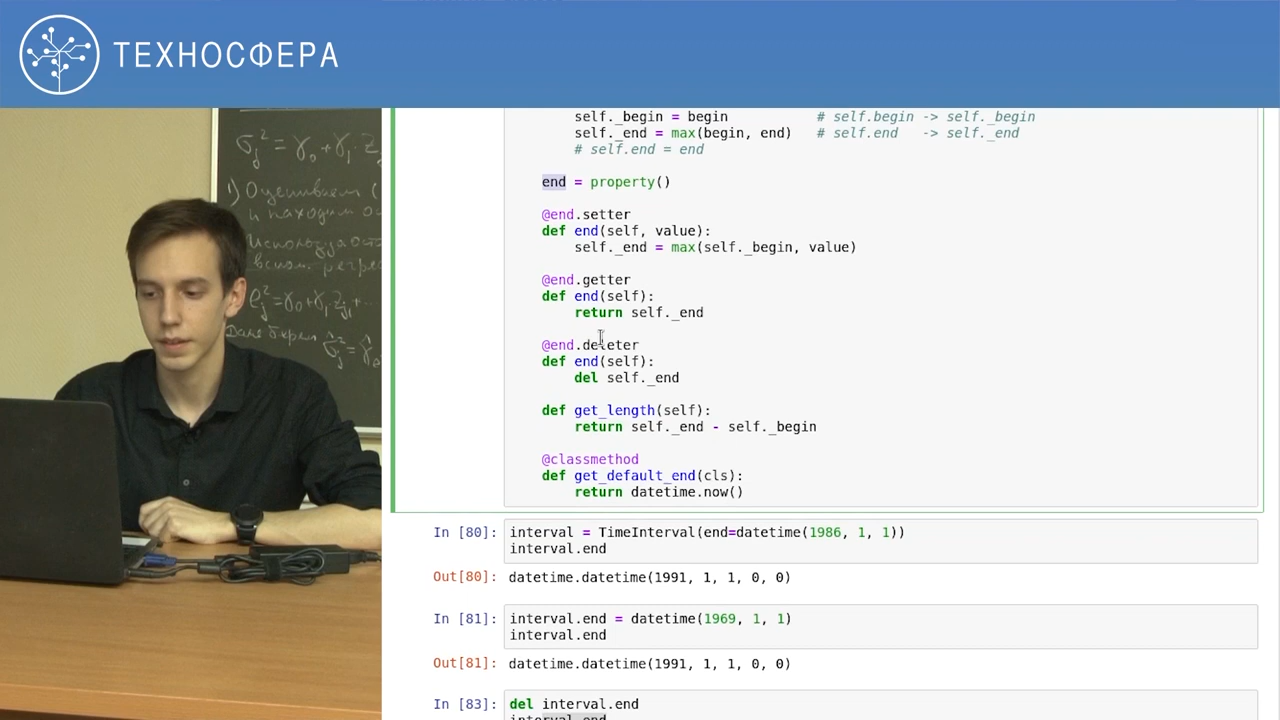 ТЕХНОСФЕРА
self._begin = begin           # self.begin -> self._begin
self._end = max(begin, end)   # self.end   -> self._end
# self.end = end
end = property()
@end.setter
def end(self, value):
self._end = max(self._begin, value)
@end.getter
def end(self):
return self._end
@end.deleter
def end(self):
del self._end
def get_length(self):
return self._end - self._begin
@classmethod
def get_default_end(cls):
return datetime.now()
In [80]: interval = TimeInterval(end=datetime(1986, 1, 1))
interval.end
Out[80]: datetime.datetime(1991, 1, 1, 0, 0)
In [81]: interval.end = datetime(1969, 1, 1)
interval.end
Out[81]: datetime.datetime(1991, 1, 1, 0, 0)
In [83]: del interval.end
interval.end
1) Оцениваем (
и находим